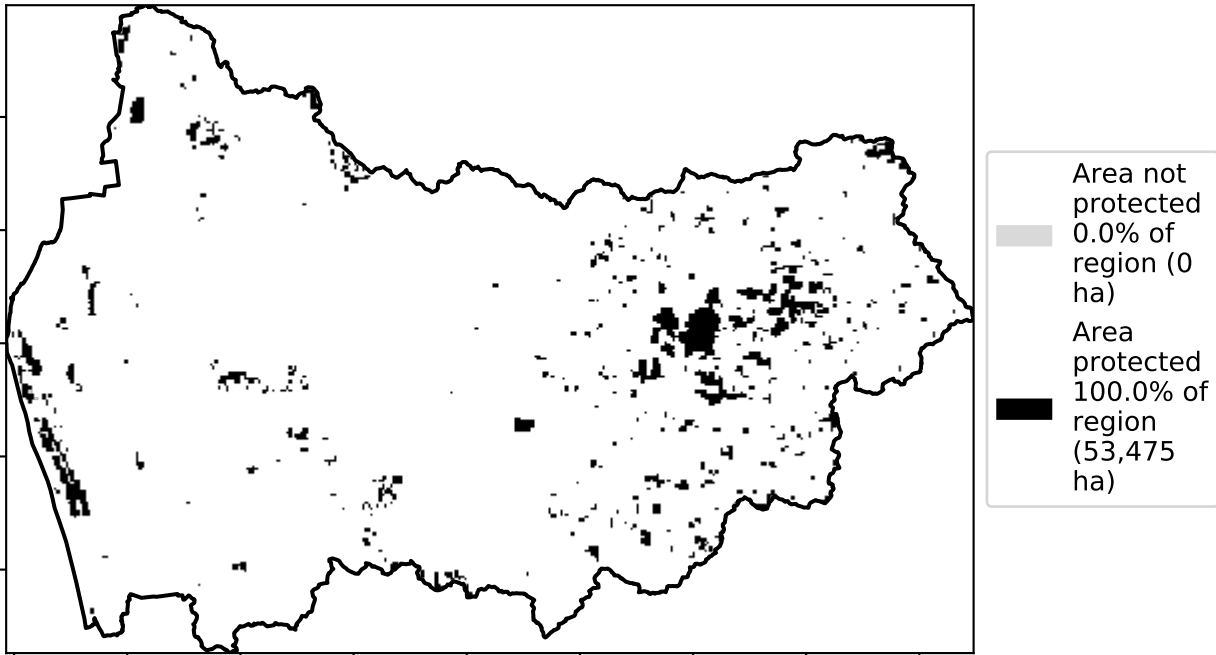 Area not
protected
0.0% of
region (0
ha)
Area
protected
100.0% of
region
(53,475
ha)